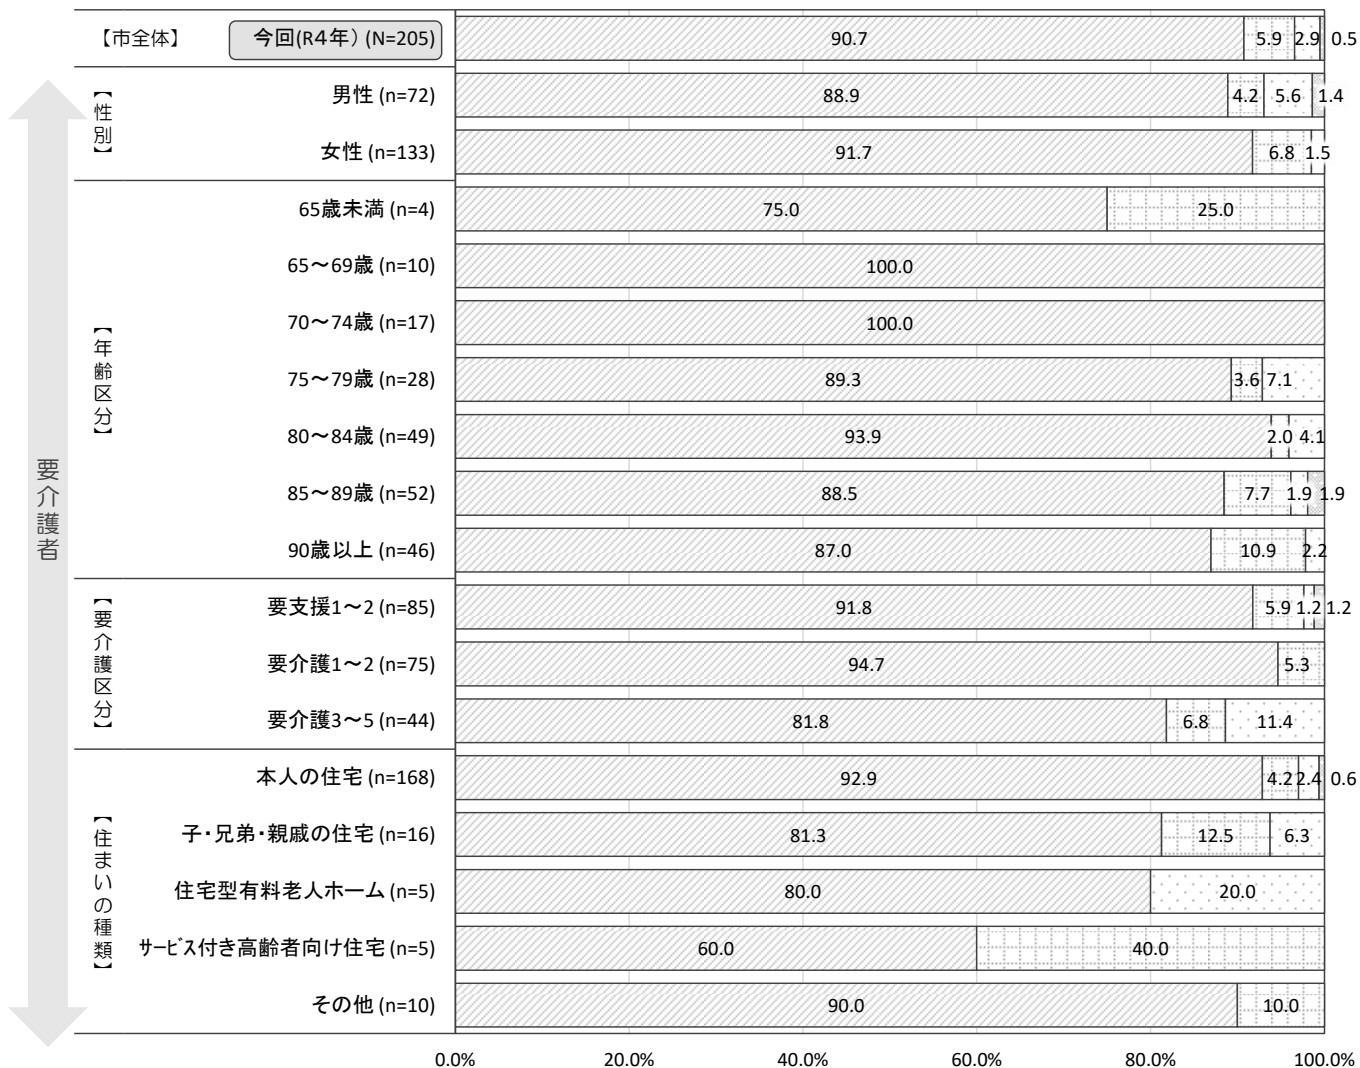 【市全体】 今回(R4年) (N=205) 90.7 5.9 2.9 0.5
要介護者
【性別】
男性 (n=72) 88.9 4.2 5.6 1.4
女性 (n=133) 91.7 6.8 1.5
【年齢区分】
65歳未満 (n=4) 75.0 25.0
65～69歳 (n=10) 100.0
70～74歳 (n=17) 100.0
75～79歳 (n=28) 89.3 3.6 7.1
80～84歳 (n=49) 93.9 2.0 4.1
85～89歳 (n=52) 88.5 7.7 1.9 1.9
90歳以上 (n=46) 87.0 10.9 2.2
【要介護区分】
要支援1～2 (n=85) 91.8 5.9 1.2 1.2
要介護1～2 (n=75) 94.7 5.3
要介護3～5 (n=44) 81.8 6.8 11.4
【住まいの種類】
本人の住宅 (n=168) 92.9 4.2 2.4 0.6
子・兄弟・親戚の住宅 (n=16) 81.3 12.5 6.3
住宅型有料老人ホーム (n=5) 80.0 20.0
サービス付き高齢者向け住宅 (n=5) 60.0 40.0
その他 (n=10) 90.0 10.0
0.0% 20.0% 40.0% 60.0% 80.0% 100.0%